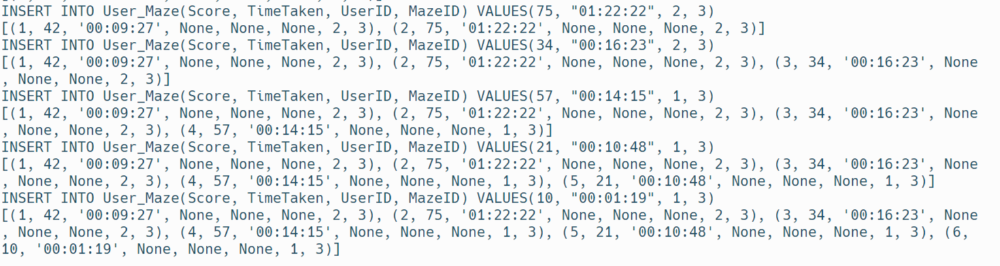 INSERT INTO User_Maze(Score, TimeTaken, UserID, MazeID) VALUES(75, "01:22:22", 2, 3)
[(1, 42, '00:09:27', None, None, None, 2, 3), (2, 75, '01:22:22', None, None, None, 2, 3)]
INSERT INTO User_Maze(Score, TimeTaken, UserID, MazeID) VALUES(34, "00:16:23", 2, 3)
[(1, 42, '00:09:27', None, None, None, 2, 3), (2, 75, '01:22:22', None, None, None, 2, 3), (3, 34, '00:16:23', None
, None, None, 2, 3)]
INSERT INTO User_Maze(Score, TimeTaken, UserID, MazeID) VALUES(57, "00:14:15", 1, 3)
[(1, 42, '00:09:27', None, None, None, 2, 3), (2, 75, '01:22:22', None, None, None, 2, 3), (3, 34, '00:16:23', None
, None, None, 2, 3), (4, 57, '00:14:15', None, None, None, 1, 3)]
INSERT INTO User_Maze(Score, TimeTaken, UserID, MazeID) VALUES(21, "00:10:48", 1, 3)
[(1, 42, '00:09:27', None, None, None, 2, 3), (2, 75, '01:22:22', None, None, None, 2, 3), (3, 34, '00:16:23', None
, None, None, 2, 3), (4, 57, '00:14:15', None, None, None, 1, 3), (5, 21, '00:10:48', None, None, None, 1, 3)]
INSERT INTO User_Maze(Score, TimeTaken, UserID, MazeID) VALUES(10, "00:01:19", 1, 3)
[(1, 42, '00:09:27', None, None, None, 2, 3), (2, 75, '01:22:22', None, None, None, 2, 3), (3, 34, '00:16:23', None
, None, None, 2, 3), (4, 57, '00:14:15', None, None, None, 1, 3), (5, 21, '00:10:48', None, None, None, 1, 3), (6,
10, '00:01:19', None, None, None, 1, 3)]